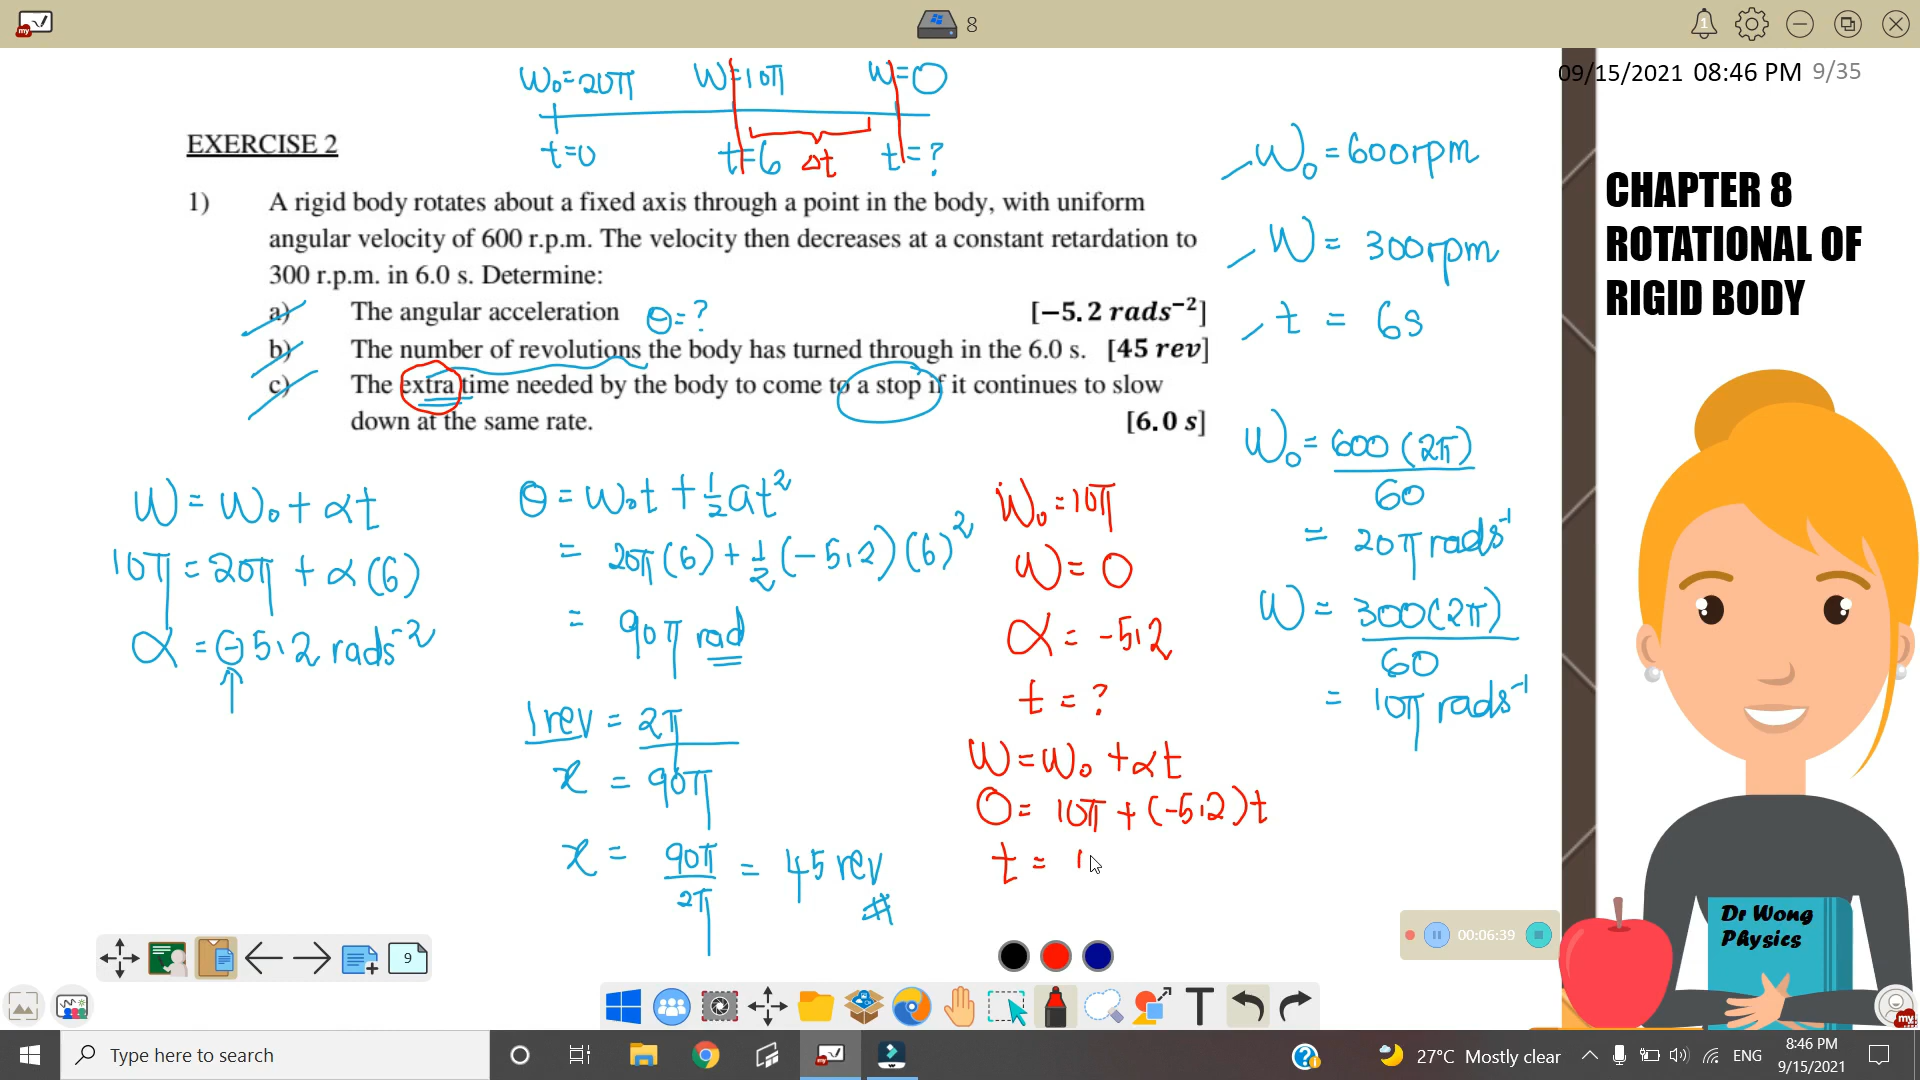 8
09/15/2021 08:46 PM 9/35
ω₀=20π ω=10π ω=0
t=0 t=6 Δt t=?
EXERCISE 2
1) A rigid body rotates about a fixed axis through a point in the body, with uniform
angular velocity of 600 r.p.m. The velocity then decreases at a constant retardation to
300 r.p.m. in 6.0 s. Determine:
a) The angular acceleration θ=? [−5.2 rads⁻²]
b) The number of revolutions the body has turned through in the 6.0 s. [45 rev]
c) The extra time needed by the body to come to a stop if it continues to slow
down at the same rate. [6.0 s]
ω = ω₀ + αt
10π = 20π + α(6)
α = -5.2 rads⁻²
θ = ω₀t + ½at²
= 20π(6) + ½(-5.2)(6)²
= 90π rad
1rev = 2π
x = 90π
x = 90π/2π = 45 rev #
ω₀ = 10π
ω = 0
α = -5.2
t = ?
ω = ω₀ + αt
0 = 10π + (-5.2)t
t =
ω₀ = 600rpm
ω = 300rpm
t = 6s
ω₀ = 600(2π)/60
= 20π rads⁻¹
ω = 300(2π)/60
= 10π rads⁻¹
CHAPTER 8
ROTATIONAL OF
RIGID BODY
Dr Wong
Physics
00:06:39
9
T
Type here to search
27°C Mostly clear
ENG
8:46 PM
9/15/2021